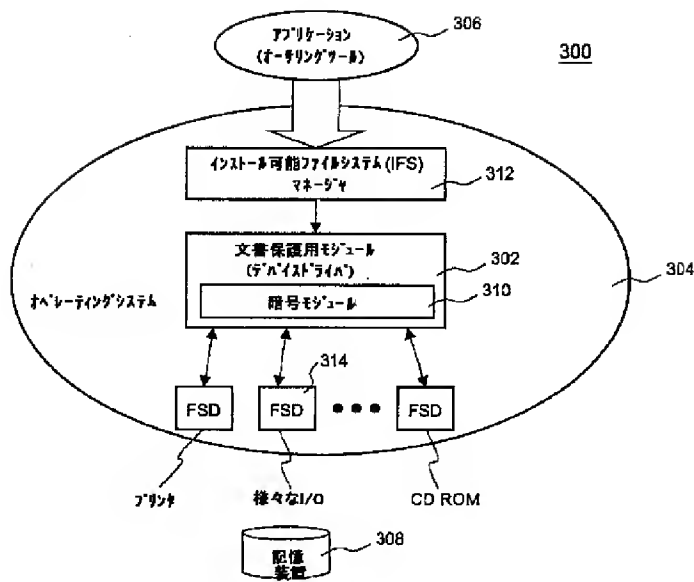 アプリケーション
(オーサリングツール)
306
300
インストール可能ファイルシステム(IFS)
マネージャ
312
文書保護用モジュール
(デバイスドライバ)
302
暗号モジュール
310
304
オペレーティングシステム
314
FSD
FSD
FSD
プリンタ
様々なI/O
CD ROM
記憶
装置
308